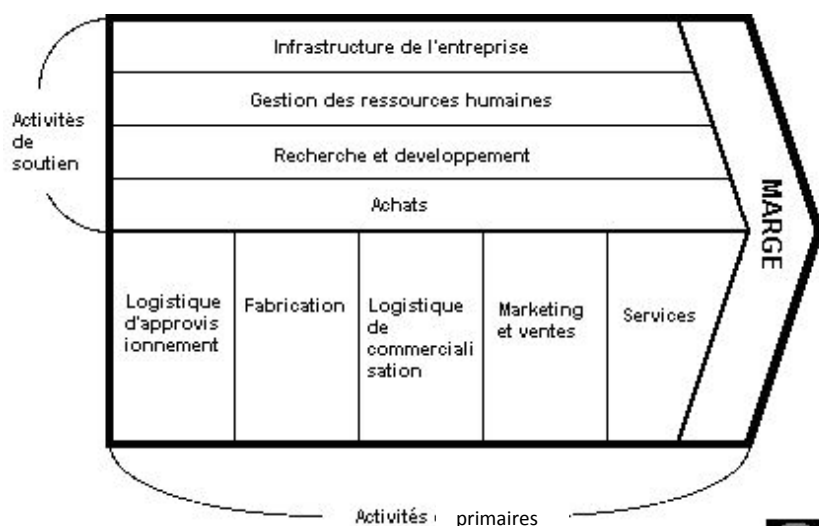 Infrastructure de l'entreprise
Gestion des ressources humaines
Recherche et developpement
Achats
Activités
de
soutien
MARGE
Logistique
d'approvis
ionnement
Fabrication
Logistique
de
commerciali
sation
Marketing
et ventes
Services
Activités primaires